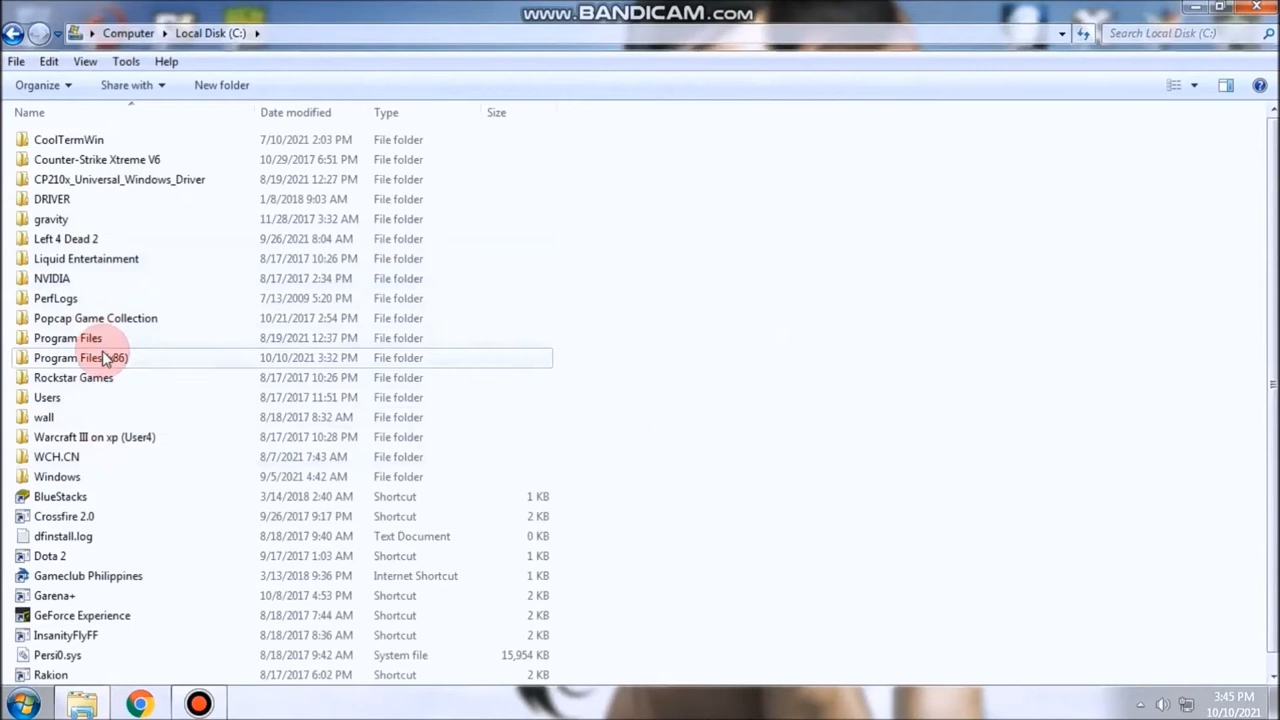 www.BANDICAM.com
Computer Local Disk (C:) Search Local Disk (C:)
File Edit View Tools Help
Organize Share with New folder
Name Date modified Type Size
CoolTermWin 7/10/2021 2:03 PM File folder
Counter-Strike Xtreme V6 10/29/2017 6:51 PM File folder
CP210x_Universal_Windows_Driver 8/19/2021 12:27 PM File folder
DRIVER 1/8/2018 9:03 AM File folder
gravity 11/28/2017 3:32 AM File folder
Left 4 Dead 2 9/26/2021 8:04 AM File folder
Liquid Entertainment 8/17/2017 10:26 PM File folder
NVIDIA 8/17/2017 2:34 PM File folder
PerfLogs 7/13/2009 5:20 PM File folder
Popcap Game Collection 10/21/2017 2:54 PM File folder
Program Files 8/19/2021 12:37 PM File folder
Program Files (x86) 10/10/2021 3:32 PM File folder
Rockstar Games 8/17/2017 10:26 PM File folder
Users 8/17/2017 11:51 PM File folder
wall 8/18/2017 8:32 AM File folder
Warcraft III on xp (User4) 8/17/2017 10:28 PM File folder
WCH.CN 8/7/2021 7:43 AM File folder
Windows 9/5/2021 4:42 AM File folder
BlueStacks 3/14/2018 2:40 AM Shortcut 1 KB
Crossfire 2.0 9/26/2017 9:17 PM Shortcut 2 KB
dfinstall.log 8/18/2017 9:40 AM Text Document 0 KB
Dota 2 9/17/2017 1:03 AM Shortcut 2 KB
Gameclub Philippines 3/13/2018 9:36 PM Internet Shortcut 1 KB
Garena+ 10/8/2017 4:53 PM Shortcut 2 KB
GeForce Experience 8/18/2017 7:44 AM Shortcut 2 KB
InsanityFlyFF 8/18/2017 8:36 AM Shortcut 2 KB
Persi0.sys 8/18/2017 9:42 AM System file 15,954 KB
Rakion 8/17/2017 6:02 PM Shortcut 2 KB
3:45 PM
10/10/2021